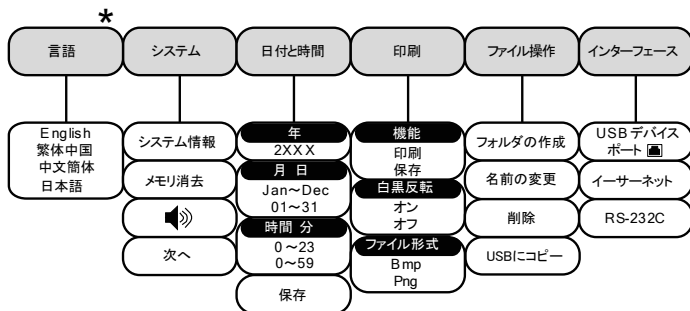 *
言語
システム
日付と時間
印刷
ファイル操作
インターフェース
English
繁体中国
中文簡体
日本語
システム情報
メモリ消去
次へ
年
2XXX
月 日
Jan～Dec
01～31
時間 分
0～23
0～59
保存
機能
印刷
保存
白黒反転
オン
オフ
ファイル形式
Bmp
Png
フォルダの作成
名前の変更
削除
USBにコピー
USBデバイス
ポート
イーサーネット
RS-232C